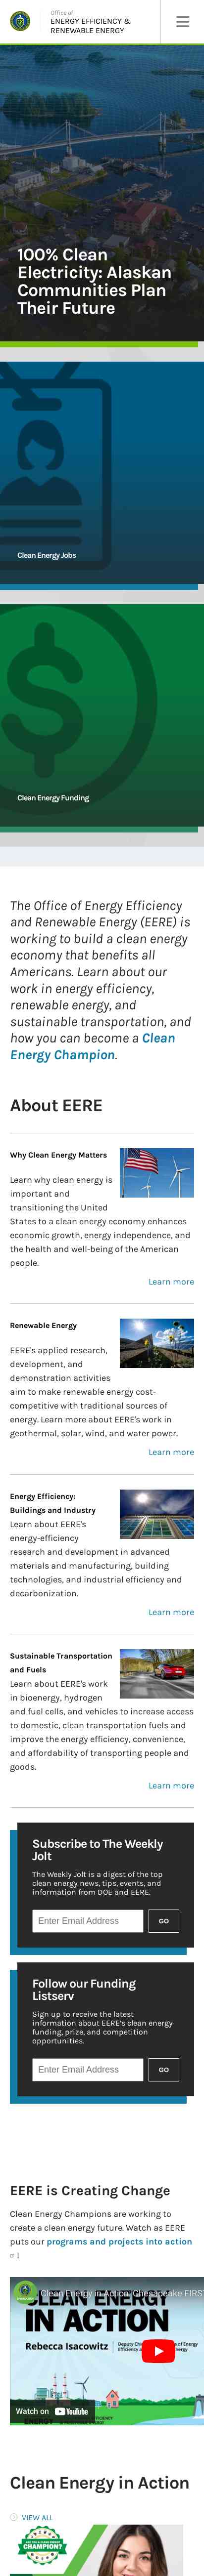 Office of
ENERGY EFFICIENCY &
RENEWABLE ENERGY
100% Clean
Electricity: Alaskan
Communities Plan
Their Future
Clean Energy Jobs
Clean Energy Funding
The Office of Energy Efficiency
and Renewable Energy (EERE) is
working to build a clean energy
economy that benefits all
Americans. Learn about our
work in energy efficiency,
renewable energy, and
sustainable transportation, and
how you can become a Clean
Energy Champion.
About EERE
Why Clean Energy Matters
Learn why clean energy is
important and
transitioning the United
States to a clean energy economy enhances
economic growth, energy independence, and
the health and well-being of the American
people.
Learn more
Renewable Energy
EERE's applied research,
development, and
demonstration activities
aim to make renewable energy cost-
competitive with traditional sources of
energy. Learn more about EERE's work in
geothermal, solar, wind, and water power.
Learn more
Energy Efficiency:
Buildings and Industry
Learn about EERE's
energy-efficiency
research and development in advanced
materials and manufacturing, building
technologies, and industrial efficiency and
decarbonization.
Learn more
Sustainable Transportation
and Fuels
Learn about EERE's work
in bioenergy, hydrogen
and fuel cells, and vehicles to increase access
to domestic, clean transportation fuels and
improve the energy efficiency, convenience,
and affordability of transporting people and
goods.
Learn more
Subscribe to The Weekly
Jolt
The Weekly Jolt is a digest of the top
clean energy news, tips, events, and
information from DOE and EERE.
Enter Email Address
GO
Follow our Funding
Listserv
Sign up to receive the latest
information about EERE's clean energy
funding, prize, and competition
opportunities.
Enter Email Address
GO
EERE is Creating Change
Clean Energy Champions are working to
create a clean energy future. Watch as EERE
puts our programs and projects into action
!
CLEAN ENERGY
IN ACTION
Rebecca Isacowitz
Watch on YouTube
ENERGY
Clean Energy in Action
VIEW ALL
CHAMPION!